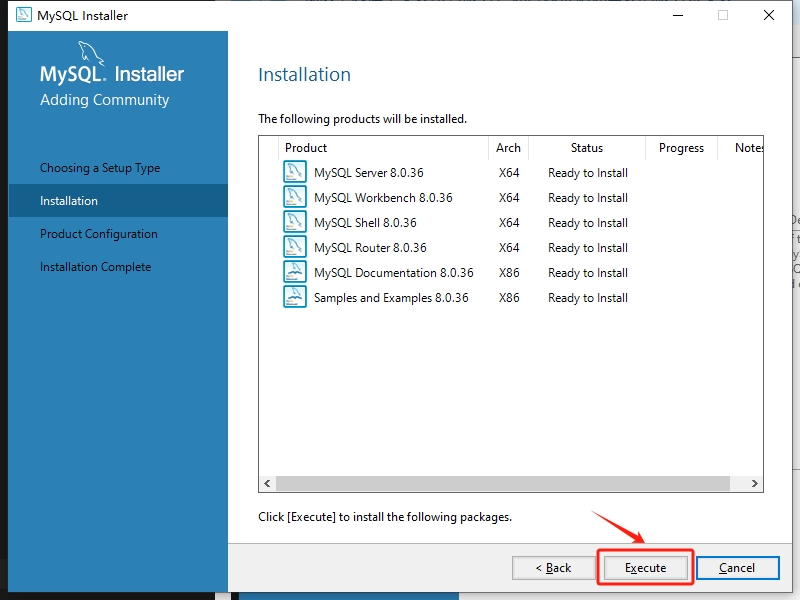 MySQL Installer
MySQL. Installer
Adding Community
Choosing a Setup Type
Installation
Product Configuration
Installation Complete
Installation
The following products will be installed.
Product Arch Status Progress Notes
MySQL Server 8.0.36 X64 Ready to Install
MySQL Workbench 8.0.36 X64 Ready to Install
MySQL Shell 8.0.36 X64 Ready to Install
MySQL Router 8.0.36 X64 Ready to Install
MySQL Documentation 8.0.36 X86 Ready to Install
Samples and Examples 8.0.36 X86 Ready to Install
Click [Execute] to install the following packages.
< Back Execute Cancel